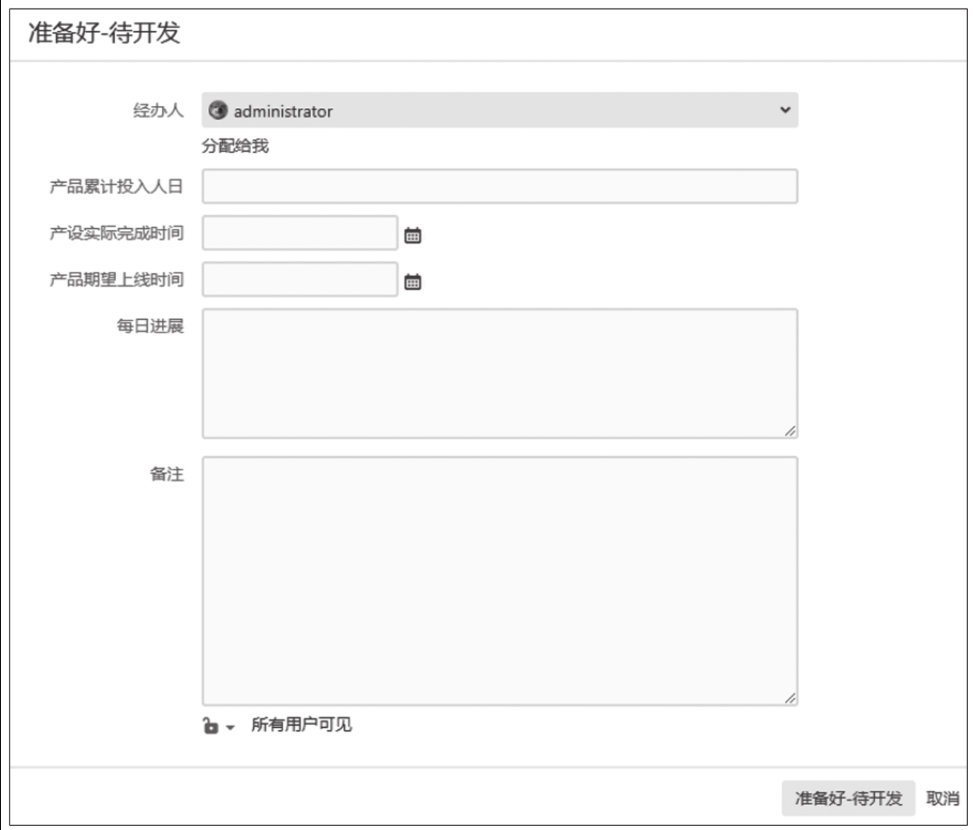 准备好-待开发
经办人
administrator
分配给我
产品累计投入人日
产设实际完成时间
产品期望上线时间
每日进展
备注
所有用户可见
准备好-待开发 取消